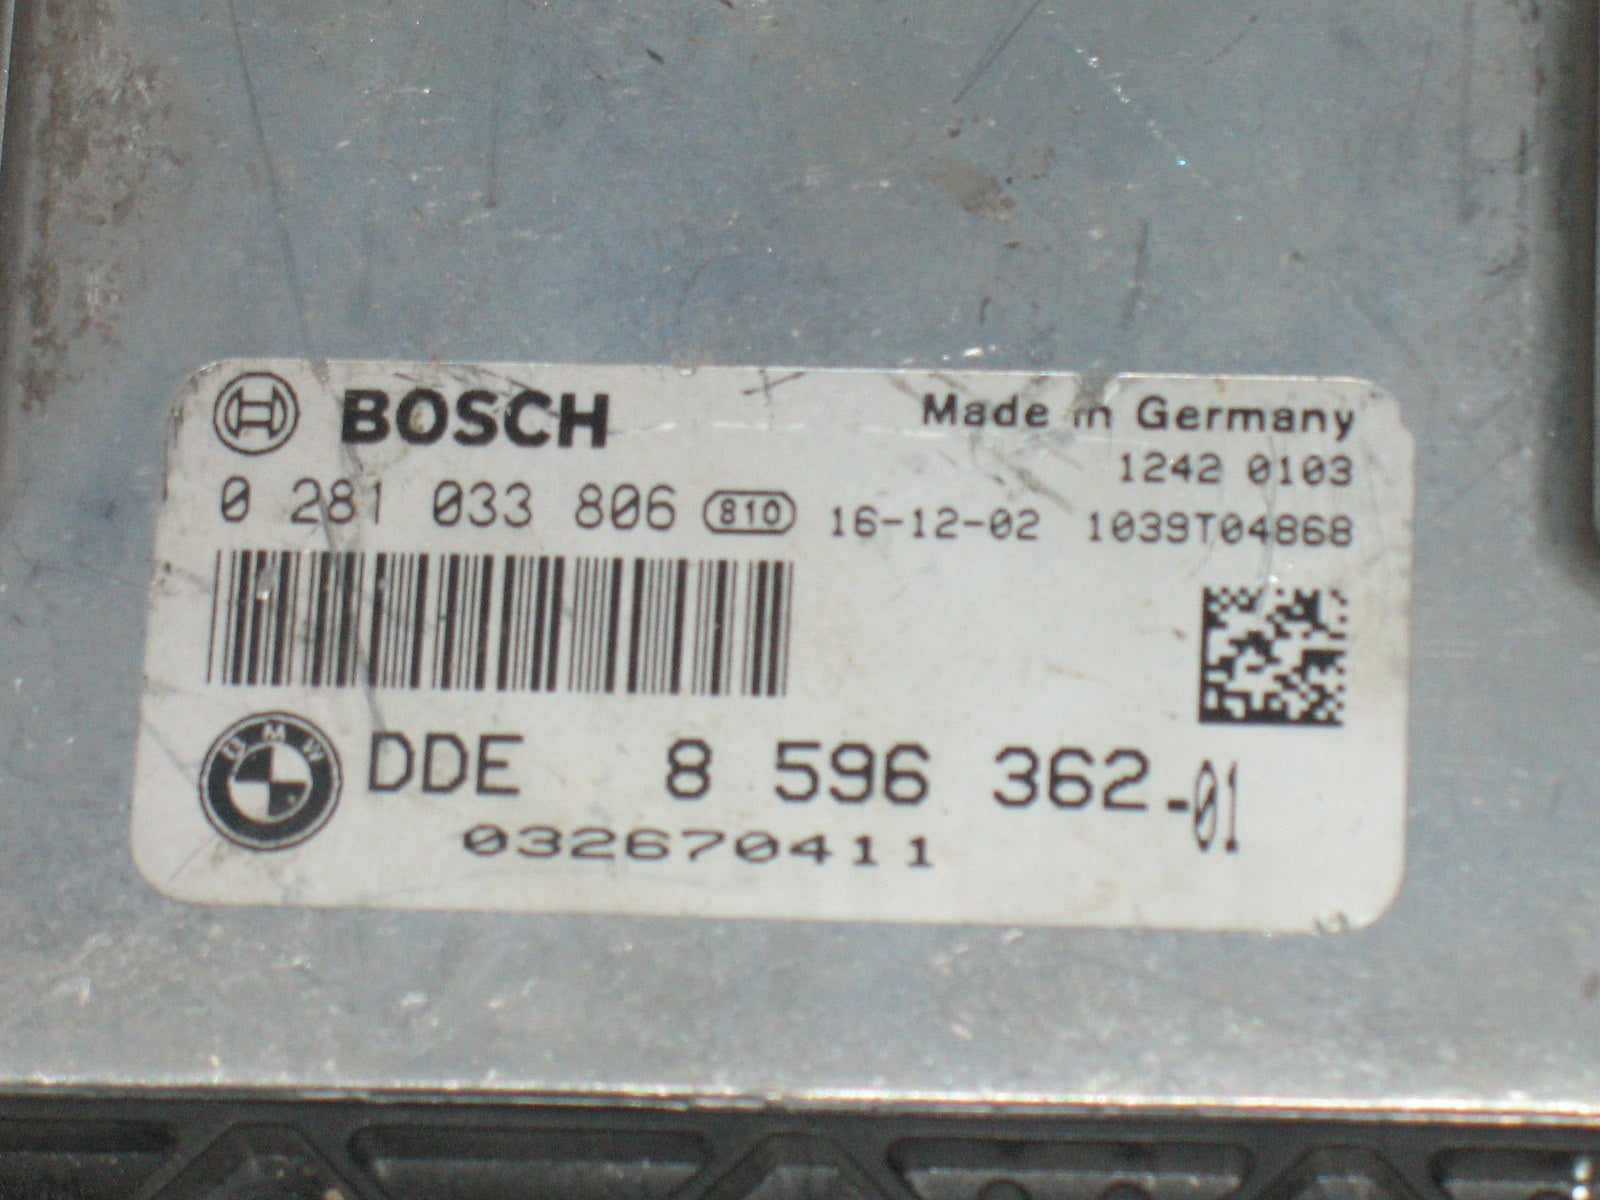 BOSCH
Made in Germany
1242 0103
0 281 033 806 810 16-12-02 1039T04868
BMW DDE 8 596 362-01
032670411